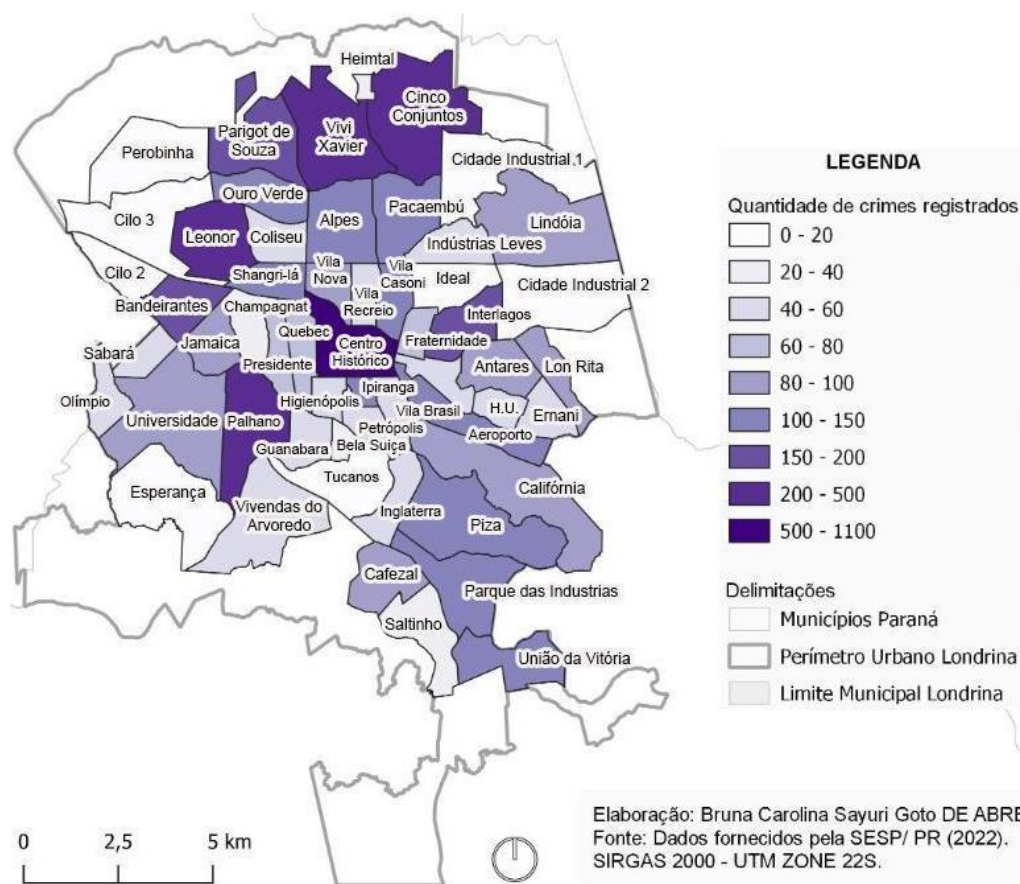 Heimtal
Cinco
Conjuntos
Vivi
Xavier
Parigot de
Souza
Perobinha
Cidade Industrial 1
Ouro Verde
Pacaembú
Alpes
Lindóia
Cilo 3
Leonor
Coliseu
Indústrias Leves
Cilo 2
Shangri-lá
Vila
Nova
Vila
Casoni
Ideal
Cidade Industrial 2
Bandeirantes
Champagnat
Vila
Recreio
Interlagos
Quebec
Centro
Histórico
Fraternidade
Jamaica
Sábará
Presidente
Antares
Lon Rita
Olímpio
Ipiranga
Universidade
Palhano
Higienópolis
Vila Brasil
H.U.
Ernani
Petrópolis
Aeroporto
Guanabara
Bela Suiça
Tucanos
Esperança
Califórnia
Vivendas do
Arvoredo
Inglaterra
Piza
Cafezal
Parque das Industrias
Saltinho
União da Vitória
LEGENDA
Quantidade de crimes registrados
0 - 20
20 - 40
40 - 60
60 - 80
80 - 100
100 - 150
150 - 200
200 - 500
500 - 1100
Delimitações
Municípios Paraná
Perímetro Urbano Londrina
Limite Municipal Londrina
0 2,5 5 km
Elaboração: Bruna Carolina Sayuri Goto DE ABRE
Fonte: Dados fornecidos pela SESP/ PR (2022).
SIRGAS 2000 - UTM ZONE 22S.